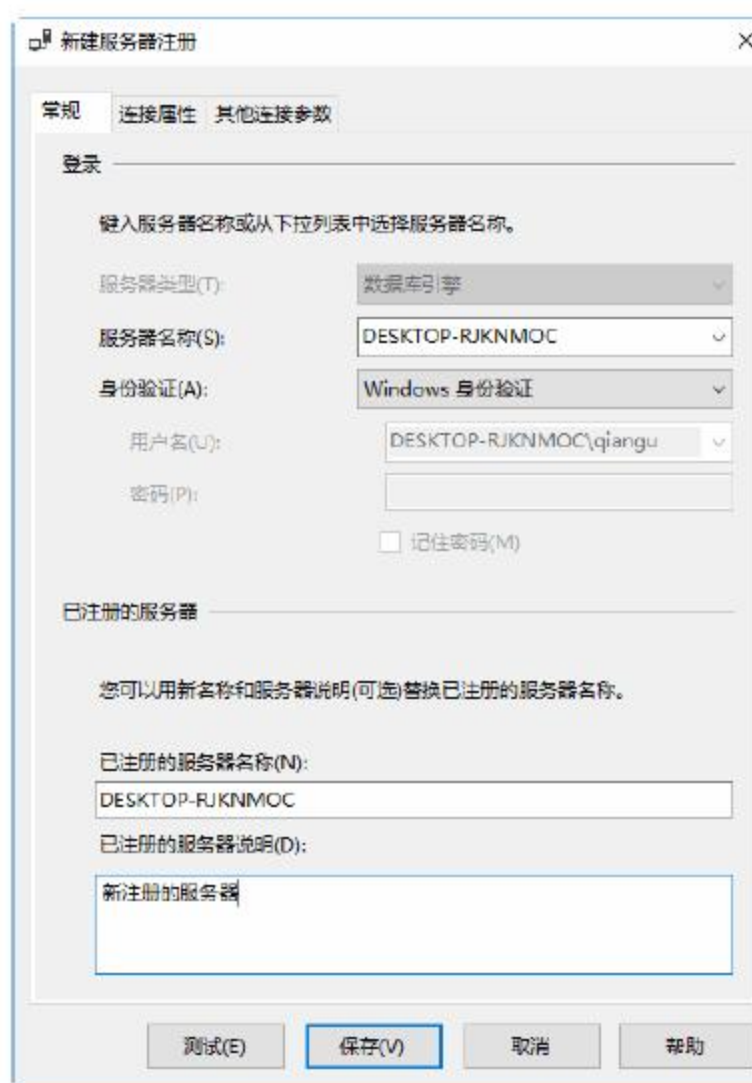 新建服务器注册
常规 连接属性 其他连接参数
登录
键入服务器名称或从下拉列表中选择服务器名称。
服务器类型(T): 数据库引擎
服务器名称(S): DESKTOP-RJKNMOC
身份验证(A): Windows 身份验证
用户名(U): DESKTOP-RJKNMOC\qiangu
密码(P):
记住密码(M)
已注册的服务器
您可以用新名称和服务器说明(可选)替换已注册的服务器名称。
已注册的服务器名称(N):
DESKTOP-RJKNMOC
已注册的服务器说明(D):
新注册的服务器
测试(E) 保存(V) 取消 帮助